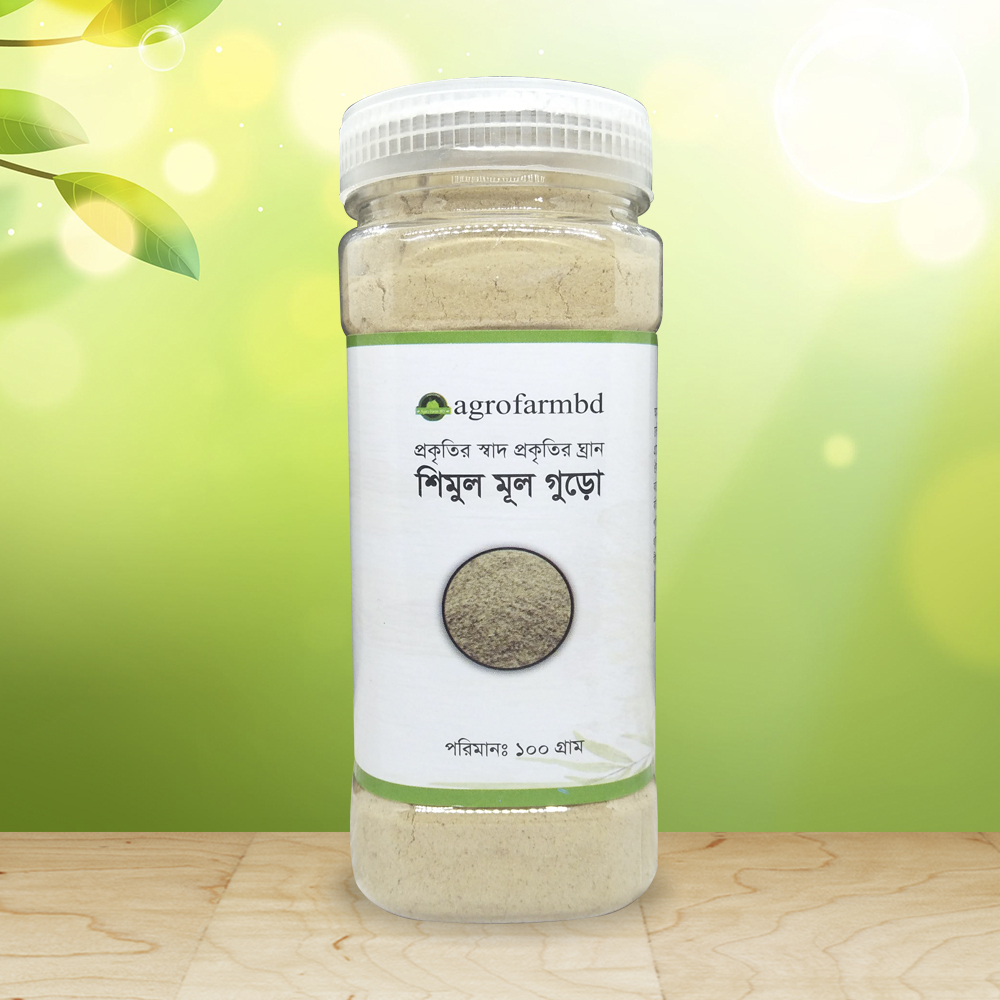 agrofarmbd
প্রকৃতির স্বাদ প্রকৃতির ঘ্রান
শিমুল মূল গুড়ো
পরিমানঃ ১০০ গ্রাম